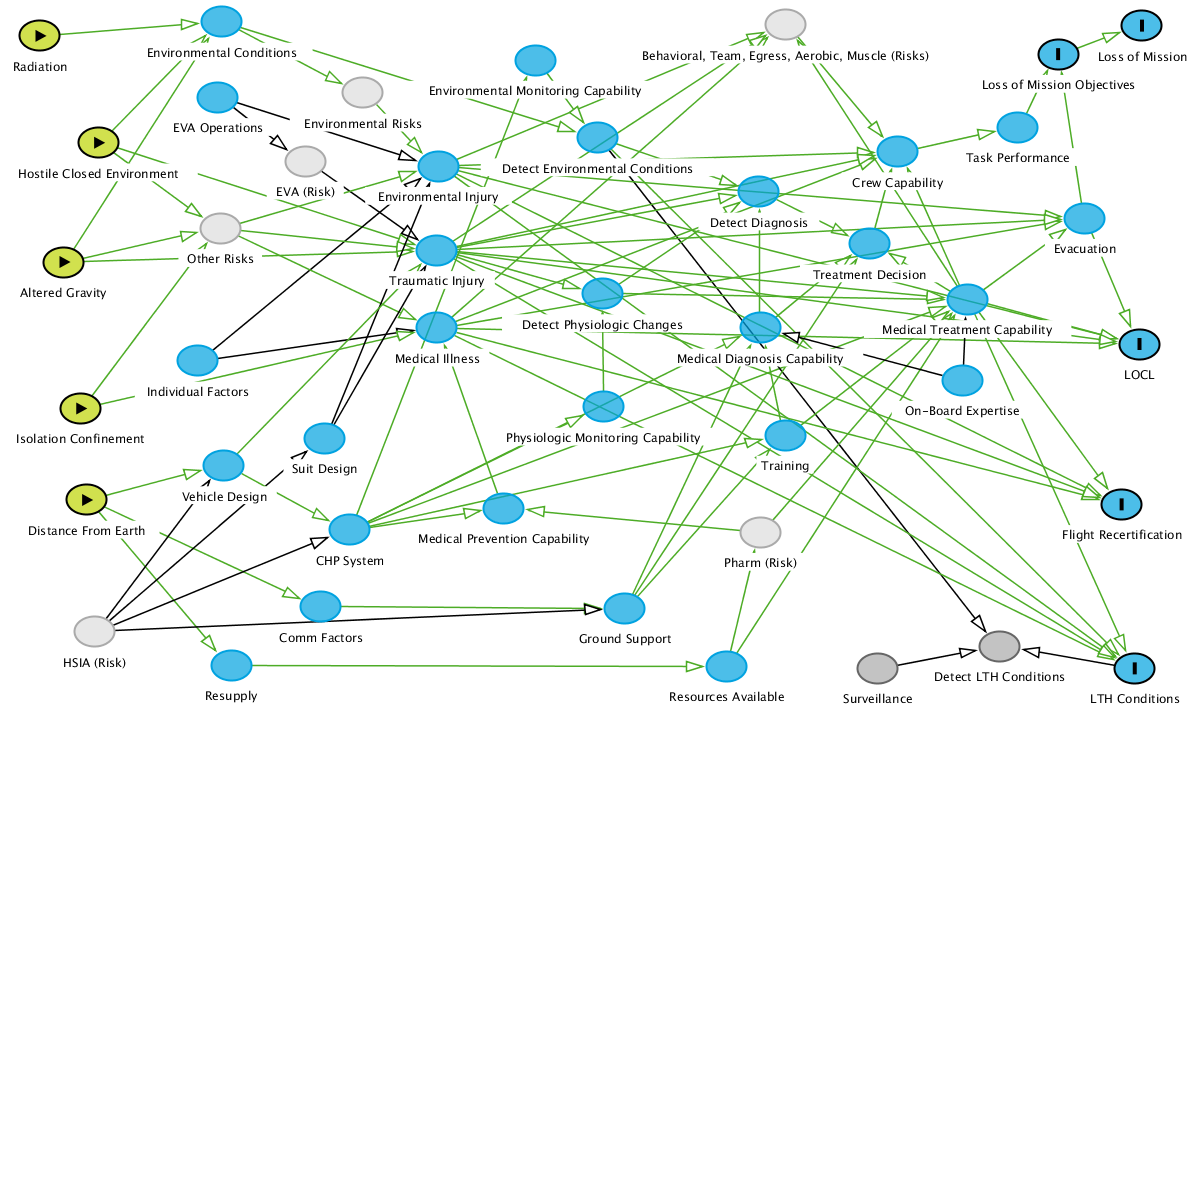 Radiation
Environmental Conditions
Behavioral, Team, Egress, Aerobic, Muscle (Risks)
Loss of Mission
Loss of Mission Objectives
Environmental Monitoring Capability
Environmental Risks
EVA Operations
Task Performance
Hostile Closed Environment
EVA (Risk)
Detect Environmental Conditions
Crew Capability
Environmental Injury
Detect Diagnosis
Evacuation
Other Risks
Treatment Decision
Altered Gravity
Traumatic Injury
Detect Physiologic Changes
Medical Treatment Capability
Medical Illness
Medical Diagnosis Capability
LOCL
Individual Factors
On-Board Expertise
Isolation Confinement
Physiologic Monitoring Capability
Suit Design
Training
Vehicle Design
Distance From Earth
Medical Prevention Capability
Flight Recertification
CHP System
Pharm (Risk)
Comm Factors
Ground Support
HSIA (Risk)
Detect LTH Conditions
Resupply
Resources Available
Surveillance
LTH Conditions